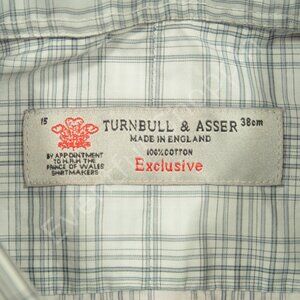 15
TURNBULL & ASSER
38cm
MADE IN ENGLAND
100% COTTON
Exclusive
BY APPOINTMENT
TO H.R.H. THE
PRINCE OF WALES
SHIRTMAKERS